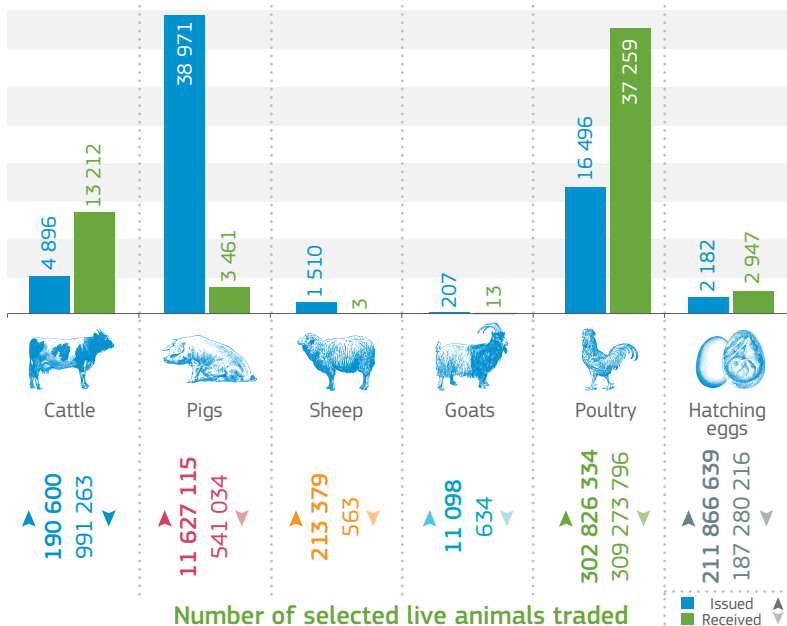 4 896
13 212
38 971
3 461
1 510
3
207
13
16 496
37 259
2 182
2 947
Cattle
Pigs
Sheep
Goats
Poultry
Hatching
eggs
190 600
991 263
11 627 115
541 034
213 379
563
11 098
634
302 826 334
309 273 796
211 866 639
187 280 216
Number of selected live animals traded
Issued
Received